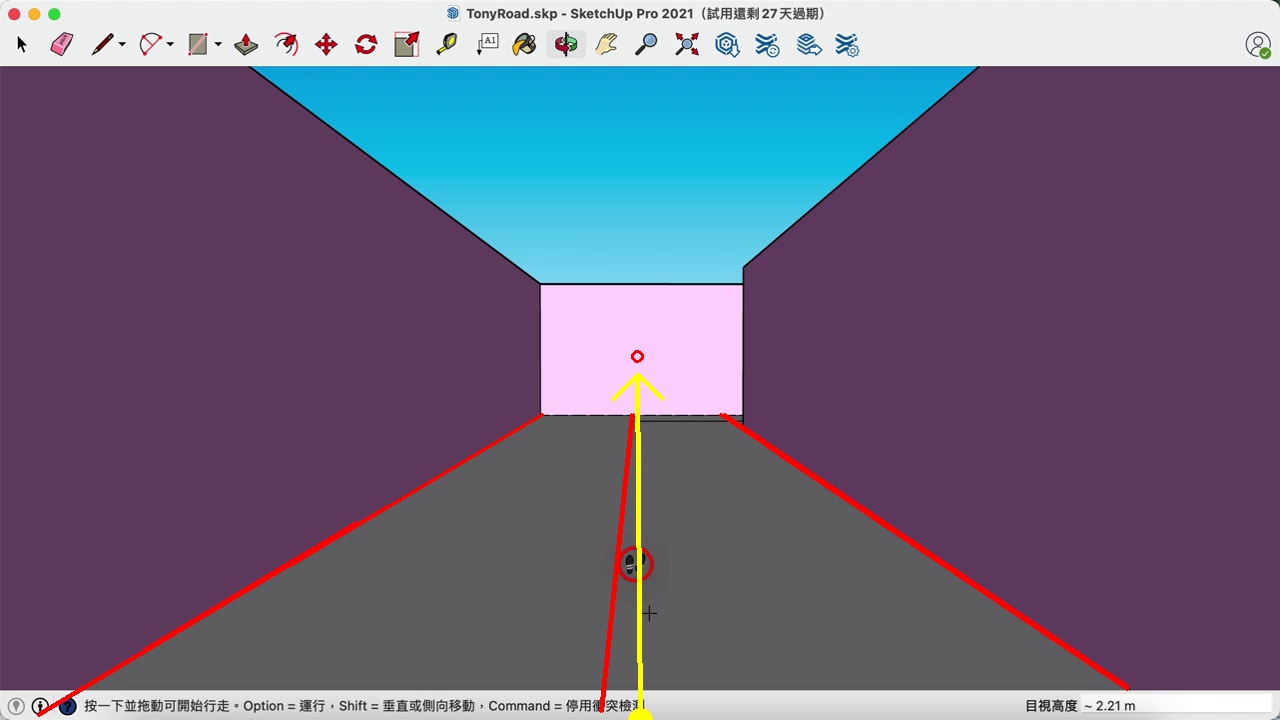 TonyRoad.skp - SketchUp Pro 2021（試用還剩 27 天過期）
A1
按一下並拖動可開始行走。Option = 運行，Shift = 垂直或側向移動，Command = 停用衝突檢測
目視高度 ~ 2.21 m